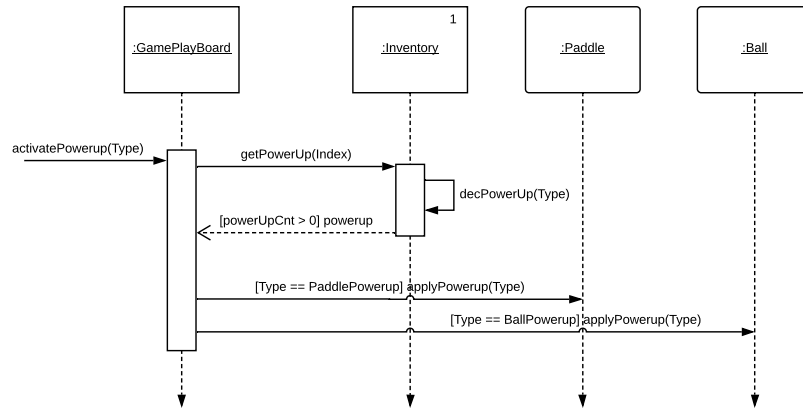 1
:GamePlayBoard
:Inventory
:Paddle
:Ball
activatePowerup(Type)
getPowerUp(Index)
decPowerUp(Type)
[powerUpCnt > 0] powerup
[Type == PaddlePowerup] applyPowerup(Type)
[Type == BallPowerup] applyPowerup(Type)